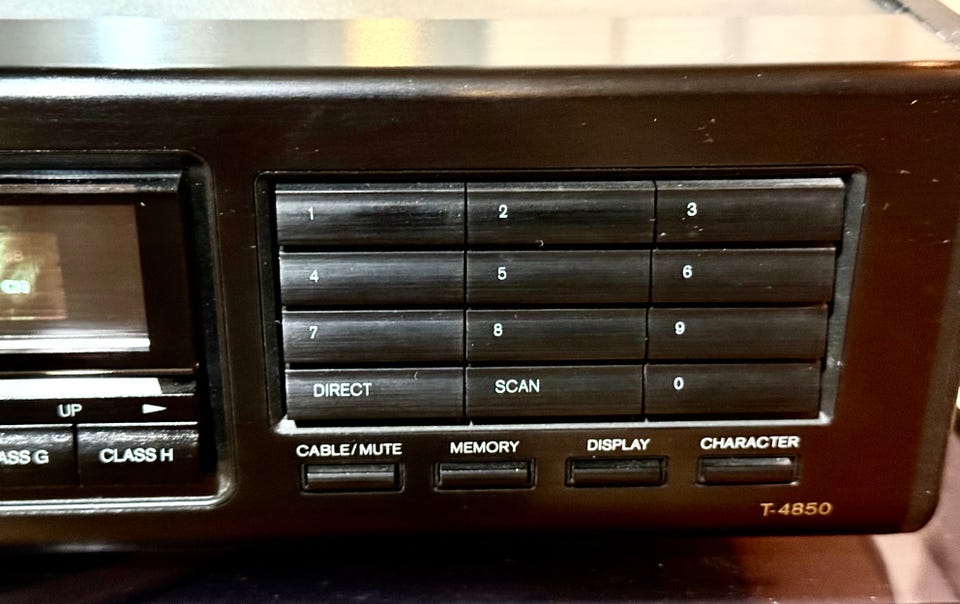 1 2 3
4 5 6
7 8 9
DIRECT SCAN 0
UP
ASS G CLASS H
CABLE/MUTE MEMORY DISPLAY CHARACTER
T-4850